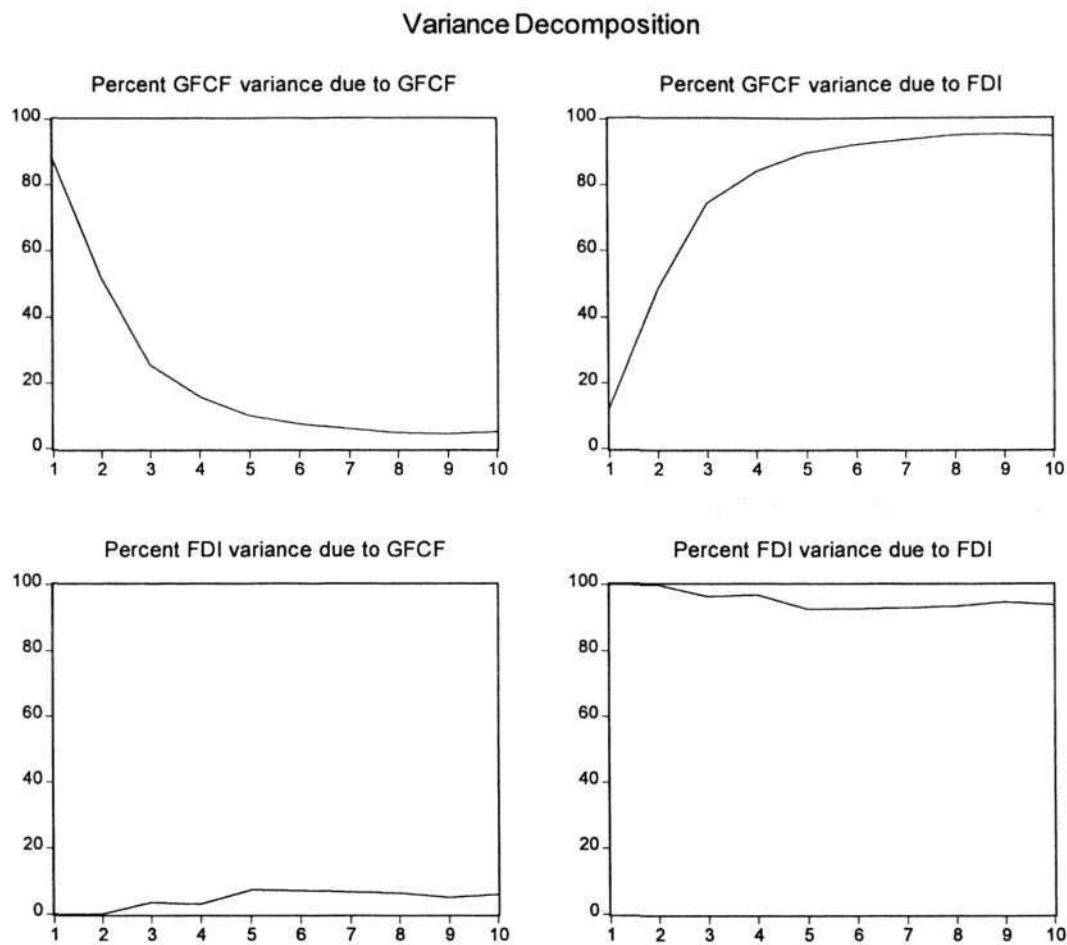 Variance Decomposition
Percent GFCF variance due to GFCF
100
80
60
40
20
0
1 2 3 4 5 6 7 8 9 10
Percent GFCF variance due to FDI
100
80
60
40
20
0
1 2 3 4 5 6 7 8 9 10
Percent FDI variance due to GFCF
100
80
60
40
20
0
1 2 3 4 5 6 7 8 9 10
Percent FDI variance due to FDI
100
80
60
40
20
0
1 2 3 4 5 6 7 8 9 10